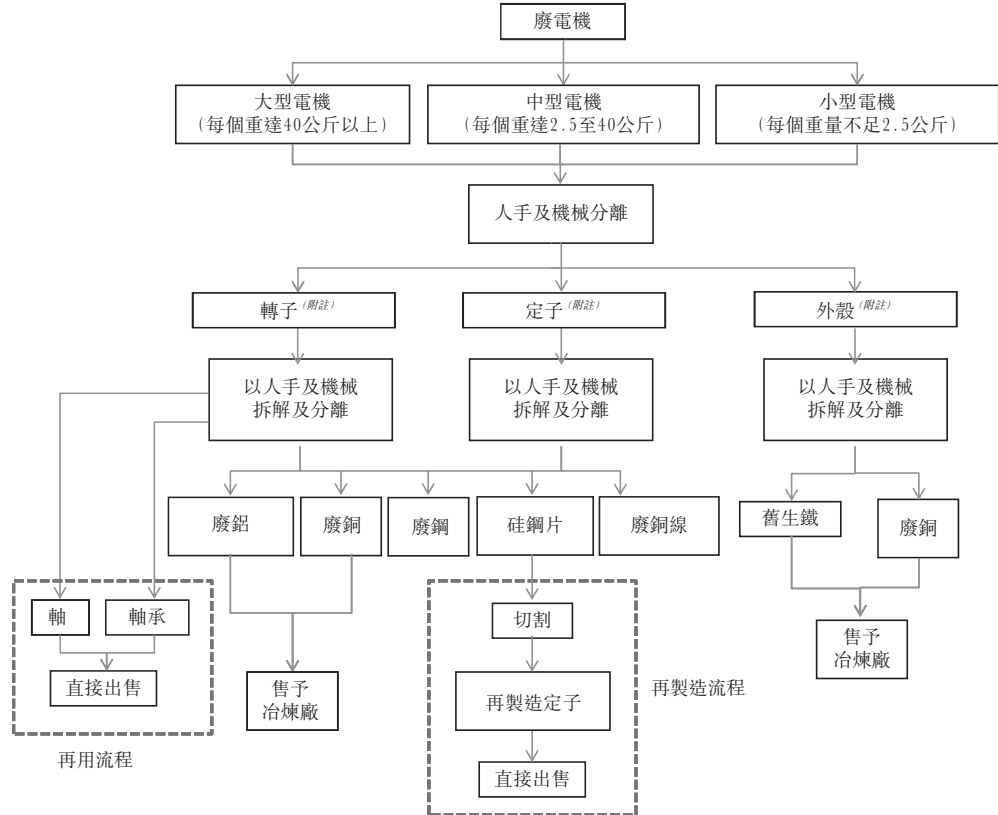 廢電機
大型電機
(每個重達40公斤以上)
中型電機
(每個重達2.5至40公斤)
小型電機
(每個重量不足2.5公斤)
人手及機械分離
轉子(附註)
定子(附註)
外殼(附註)
以人手及機械
拆解及分離
以人手及機械
拆解及分離
以人手及機械
拆解及分離
廢鋁
廢銅
廢鋼
硅鋼片
廢銅線
舊生鐵
廢銅
軸
軸承
直接出售
再用流程
售予
冶煉廠
切割
再製造定子
直接出售
再製造流程
售予
冶煉廠